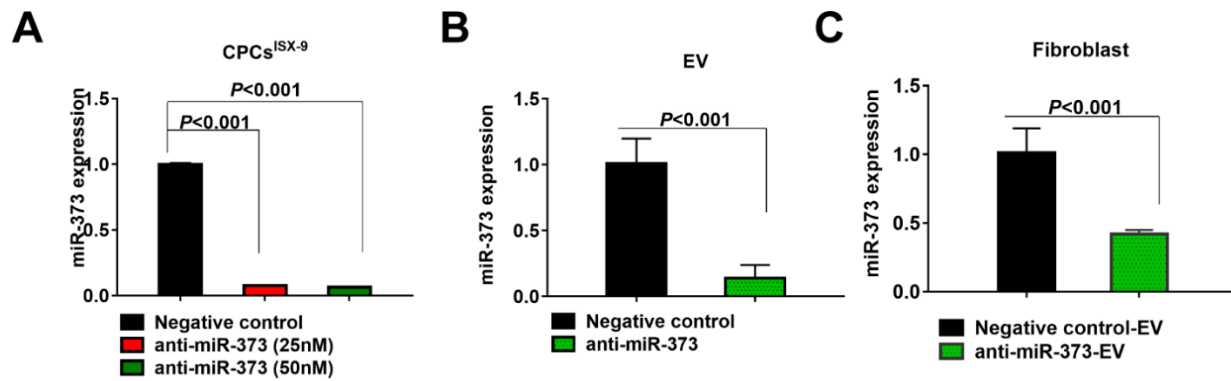 A
CPCsISX-9
miR-373 expression
1.5
1.0
0.5
0.0
P<0.001
P<0.001
Negative control
anti-miR-373 (25nM)
anti-miR-373 (50nM)
B
EV
miR-373 expression
1.5
1.0
0.5
0.0
P<0.001
Negative control
anti-miR-373
C
Fibroblast
miR-373 expression
1.5
1.0
0.5
0.0
P<0.001
Negative control-EV
anti-miR-373-EV